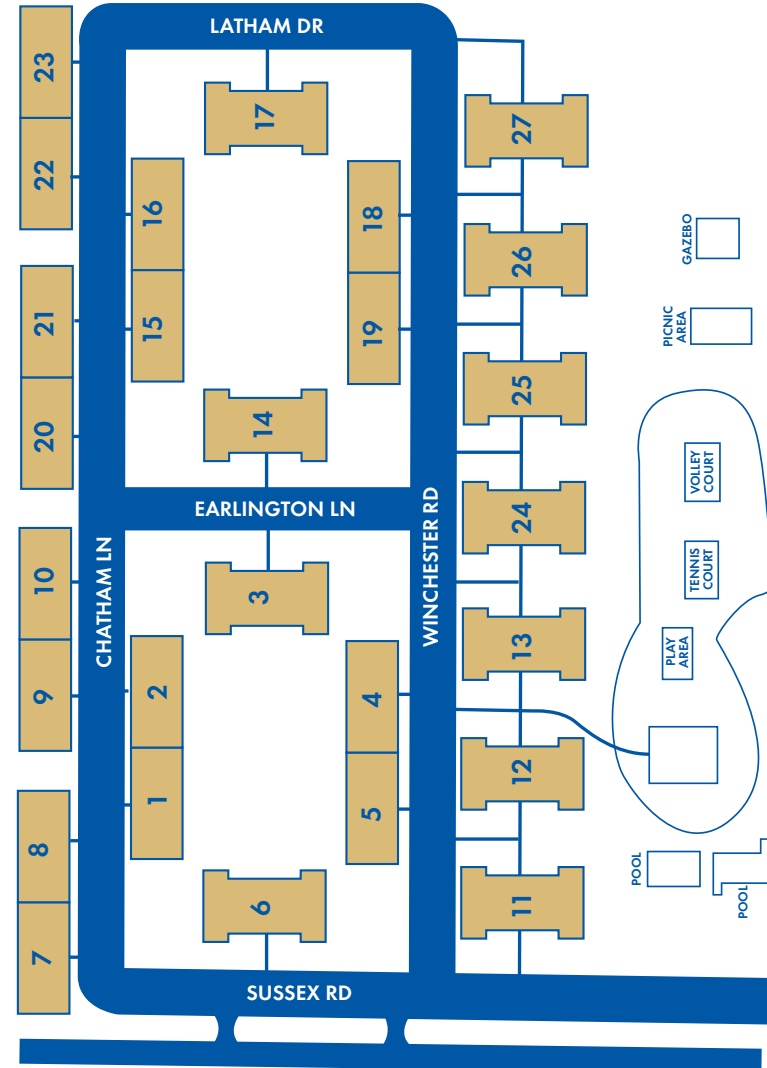 LATHAM DR
23
22
21
20
10
9
8
7
17
16
15
18
19
14
EARLINGTON LN
CHATHAM LN
WINCHESTER RD
3
2
1
4
5
6
SUSSEX RD
27
26
25
24
13
12
11
GAZEBO
PICNIC
AREA
VOLLEY
COURT
TENNIS
COURT
PLAY
AREA
POOL
POOL